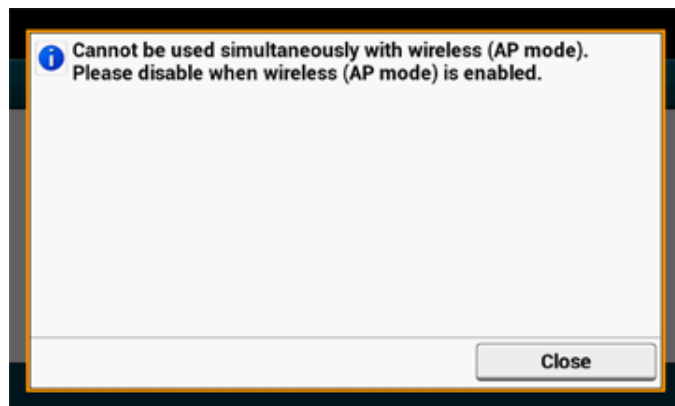 Cannot be used simultaneously with wireless (AP mode).
Please disable when wireless (AP mode) is enabled.
Close